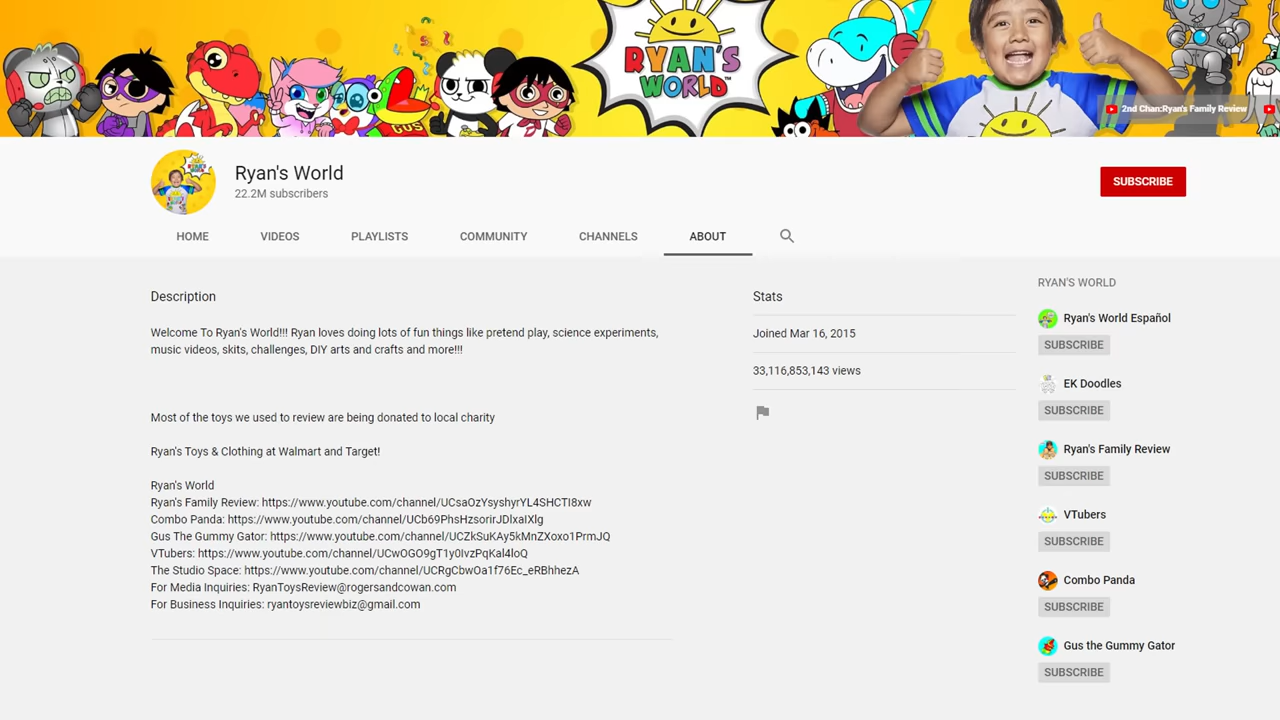 RYAN'S
WORLD™
GUS
2nd Chan:Ryan's Family Review
Ryan's World
22.2M subscribers
SUBSCRIBE
HOME
VIDEOS
PLAYLISTS
COMMUNITY
CHANNELS
ABOUT
Description
Welcome To Ryan's World!!! Ryan loves doing lots of fun things like pretend play, science experiments,
music videos, skits, challenges, DIY arts and crafts and more!!!
Most of the toys we used to review are being donated to local charity
Ryan's Toys & Clothing at Walmart and Target!
Ryan's World
Ryan's Family Review: https://www.youtube.com/channel/UCsaOzYsyshyrYL4SHCTI8xw
Combo Panda: https://www.youtube.com/channel/UCb69PhsHzsorirJDlxaIXlg
Gus The Gummy Gator: https://www.youtube.com/channel/UCZkSuKAy5kMnZXoxo1PrmJQ
VTubers: https://www.youtube.com/channel/UCwOGO9gT1y0IvzPqKal4loQ
The Studio Space: https://www.youtube.com/channel/UCRgCbwOa1f76Ec_eRBhhezA
For Media Inquiries: RyanToysReview@rogersandcowan.com
For Business Inquiries: ryantoysreviewbiz@gmail.com
Stats
Joined Mar 16, 2015
33,116,853,143 views
RYAN'S WORLD
Ryan's World Español
SUBSCRIBE
EK Doodles
SUBSCRIBE
Ryan's Family Review
SUBSCRIBE
VTubers
SUBSCRIBE
Combo Panda
SUBSCRIBE
Gus the Gummy Gator
SUBSCRIBE